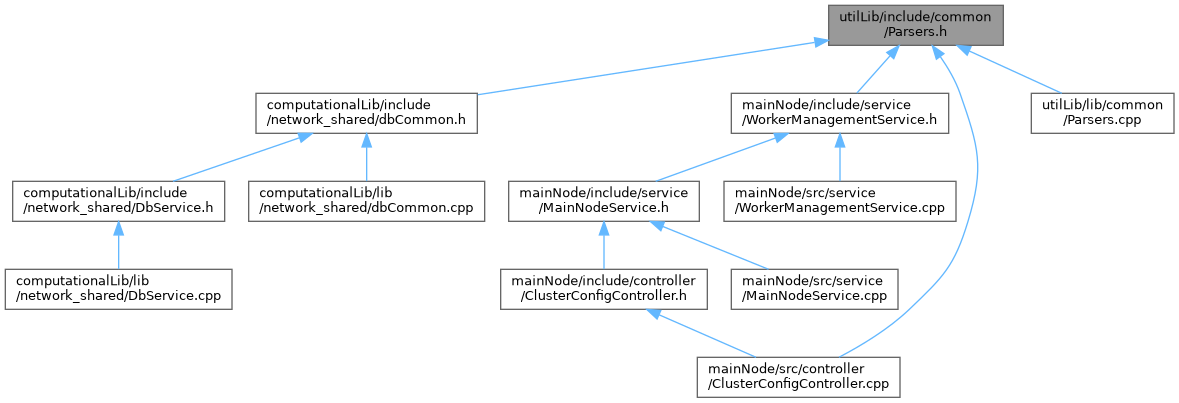 utilLib/include/common
/Parsers.h
computationalLib/include
/network_shared/dbCommon.h
mainNode/include/service
/WorkerManagementService.h
utilLib/lib/common
/Parsers.cpp
computationalLib/include
/network_shared/DbService.h
computationalLib/lib
/network_shared/dbCommon.cpp
mainNode/include/service
/MainNodeService.h
mainNode/src/service
/WorkerManagementService.cpp
computationalLib/lib
/network_shared/DbService.cpp
mainNode/include/controller
/ClusterConfigController.h
mainNode/src/service
/MainNodeService.cpp
mainNode/src/controller
/ClusterConfigController.cpp